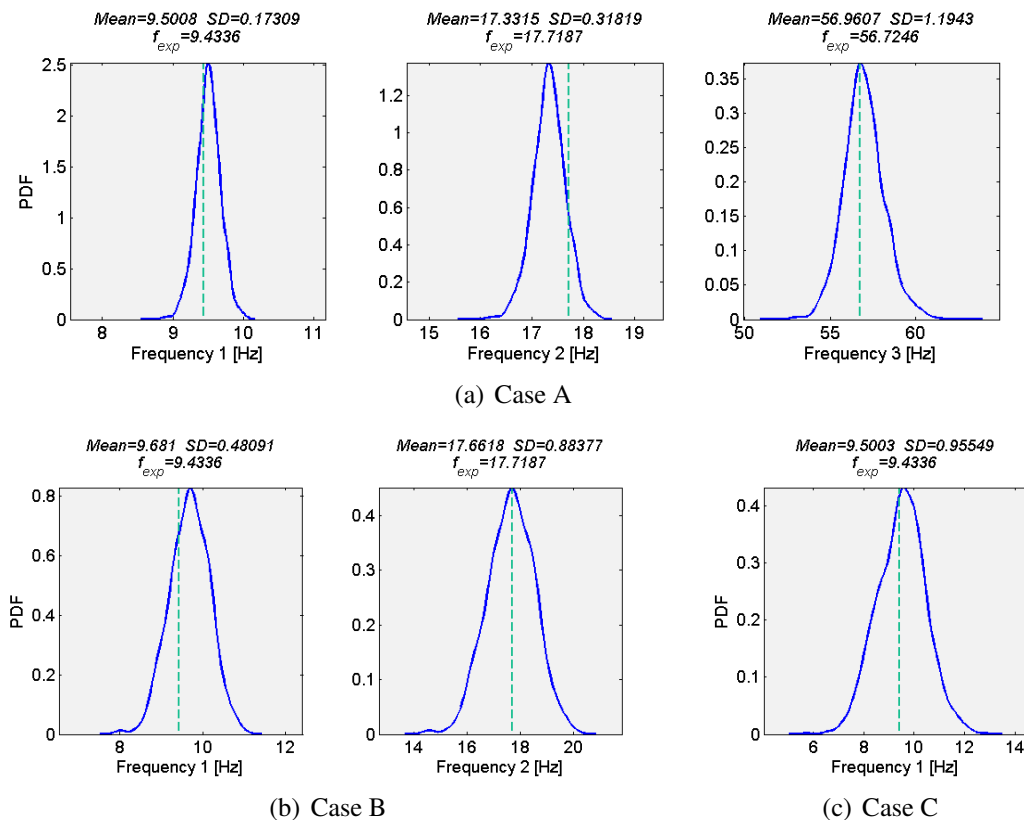 Mean=9.5008 SD=0.17309
f_exp=9.4336
Mean=17.3315 SD=0.31819
f_exp=17.7187
Mean=56.9607 SD=1.1943
f_exp=56.7246
PDF
2.5
2
1.5
1
0.5
0
8 9 10 11
Frequency 1 [Hz]
1.2
1
0.8
0.6
0.4
0.2
0
15 16 17 18 19
Frequency 2 [Hz]
0.35
0.3
0.25
0.2
0.15
0.1
0.05
0
50 55 60
Frequency 3 [Hz]
(a) Case A
Mean=9.681 SD=0.48091
f_exp=9.4336
Mean=17.6618 SD=0.88377
f_exp=17.7187
Mean=9.5003 SD=0.95549
f_exp=9.4336
PDF
0.8
0.6
0.4
0.2
0
8 10 12
Frequency 1 [Hz]
0.4
0.3
0.2
0.1
0
14 16 18 20
Frequency 2 [Hz]
PDF
0.4
0.3
0.2
0.1
0
6 8 10 12 14
Frequency 1 [Hz]
(b) Case B
(c) Case C